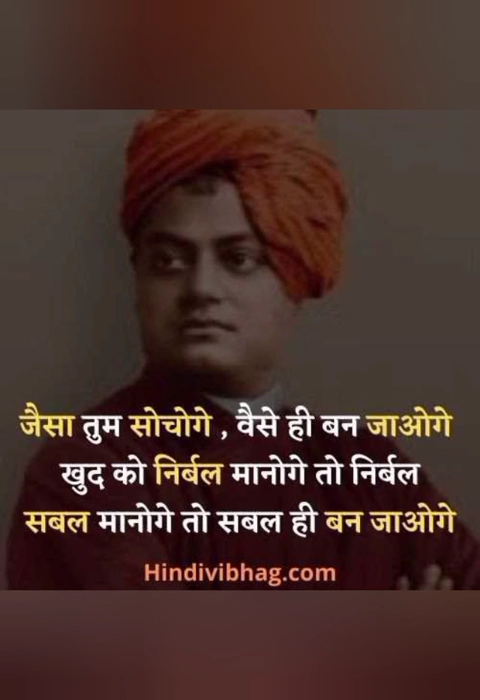 जैसा तुम सोचोगे , वैसे ही बन जाओगे
खुद को निर्बल मानोगे तो निर्बल
सबल मानोगे तो सबल ही बन जाओगे
Hindivibhag.com